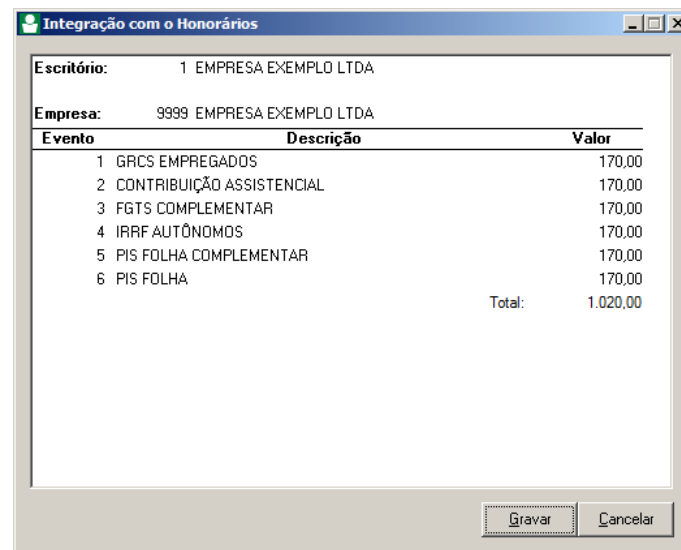 Integração com o Honorários
Escritório: 1 EMPRESA EXEMPLO LTDA
Empresa: 9999 EMPRESA EXEMPLO LTDA
Evento Descrição Valor
1 GRCS EMPREGADOS 170,00
2 CONTRIBUIÇÃO ASSISTENCIAL 170,00
3 FGTS COMPLEMENTAR 170,00
4 IRRF AUTÔNOMOS 170,00
5 PIS FOLHA COMPLEMENTAR 170,00
6 PIS FOLHA 170,00
Total: 1.020,00
Gravar Cancelar